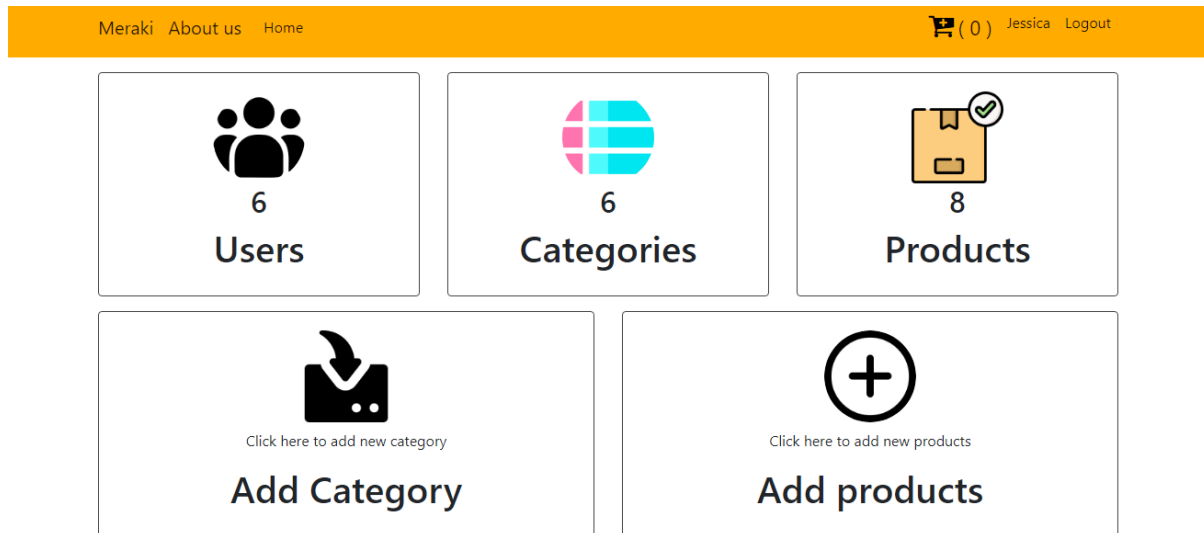 Meraki About us Home ( 0 ) Jessica Logout
6 6 8
Users Categories Products
Click here to add new category Click here to add new products
Add Category Add products